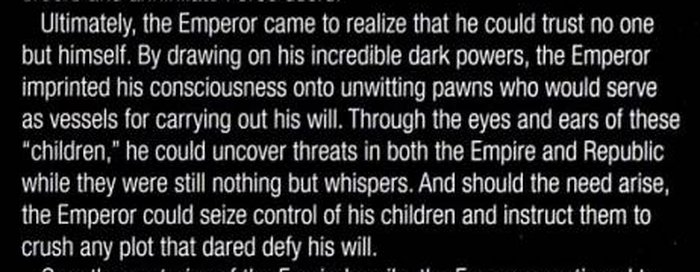 Ultimately, the Emperor came to realize that he could trust no one
but himself. By drawing on his incredible dark powers, the Emperor
imprinted his consciousness onto unwitting pawns who would serve
as vessels for carrying out his will. Through the eyes and ears of these
“children,” he could uncover threats in both the Empire and Republic
while they were still nothing but whispers. And should the need arise,
the Emperor could seize control of his children and instruct them to
crush any plot that dared defy his will.